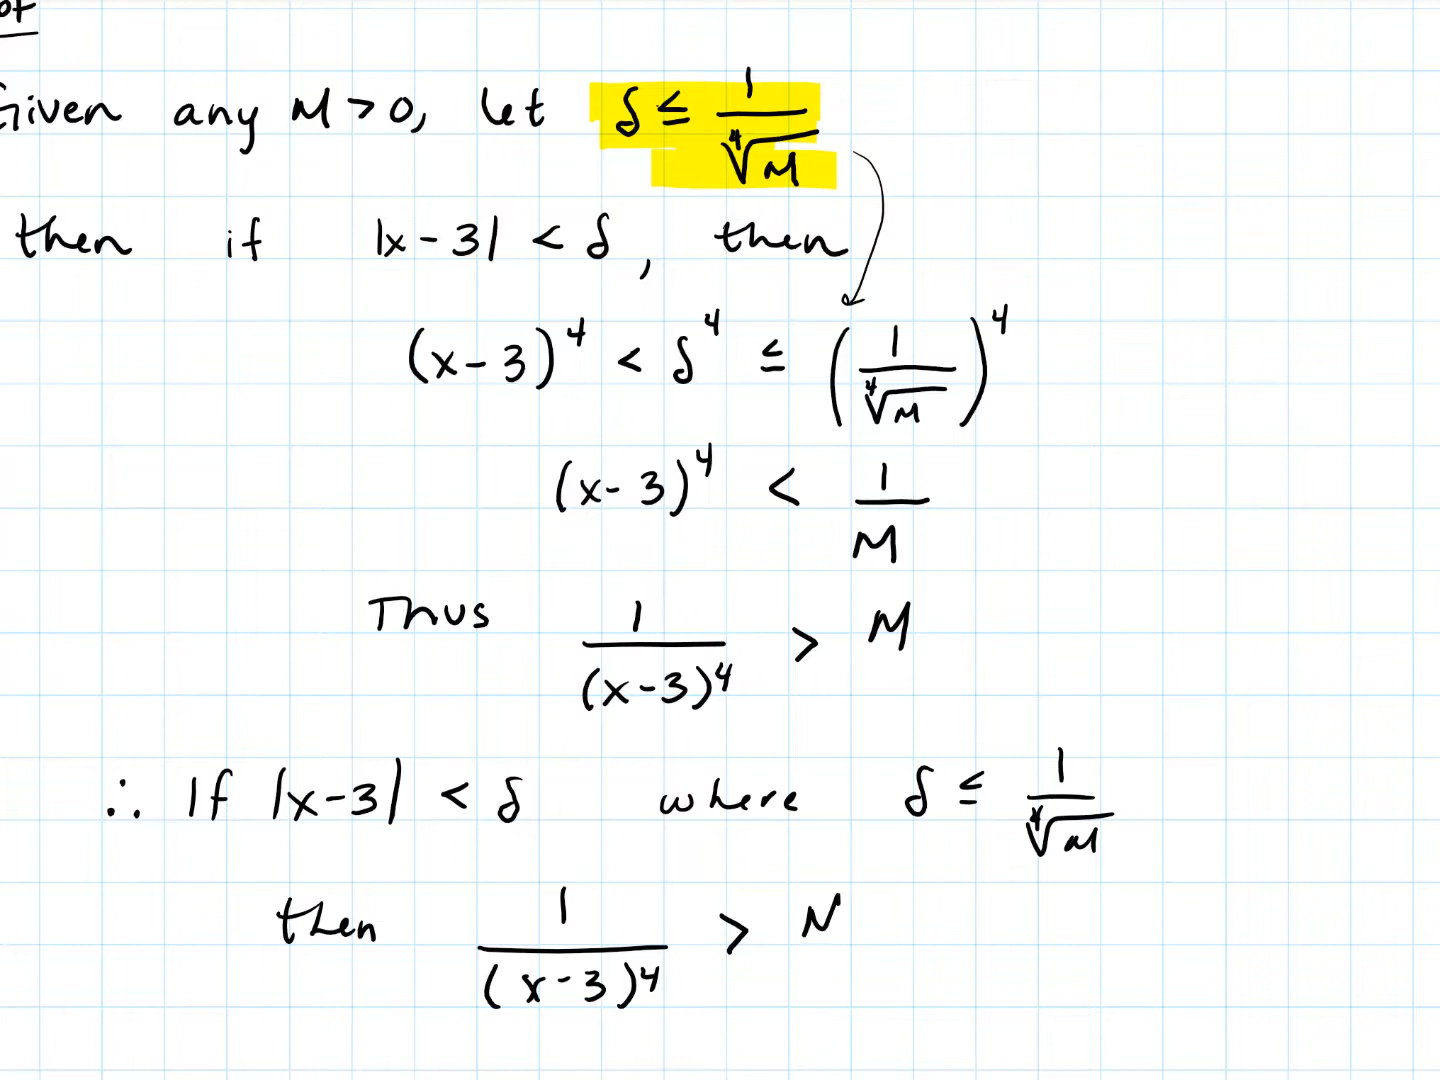 of
Given any M > 0, let δ ≤ 1/∜M
then if |x - 3| < δ, then
(x - 3)⁴ < δ⁴ ≤ (1/∜M)⁴
(x - 3)⁴ < 1/M
Thus 1/(x - 3)⁴ > M
∴ If |x - 3| < δ where δ ≤ 1/∜M
then 1/(x - 3)⁴ > N